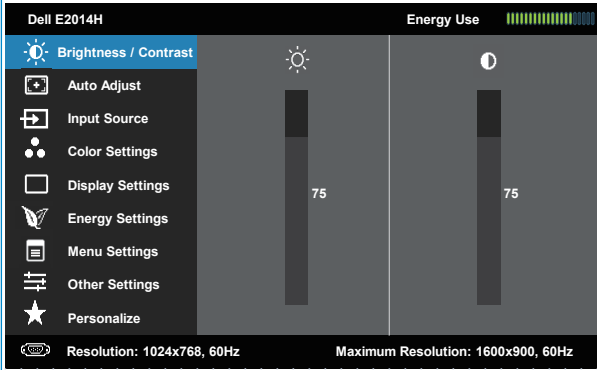 Dell E2014H Energy Use
Brightness / Contrast
Auto Adjust
Input Source
Color Settings
Display Settings
75 75
Energy Settings
Menu Settings
Other Settings
Personalize
Resolution: 1024x768, 60Hz Maximum Resolution: 1600x900, 60Hz